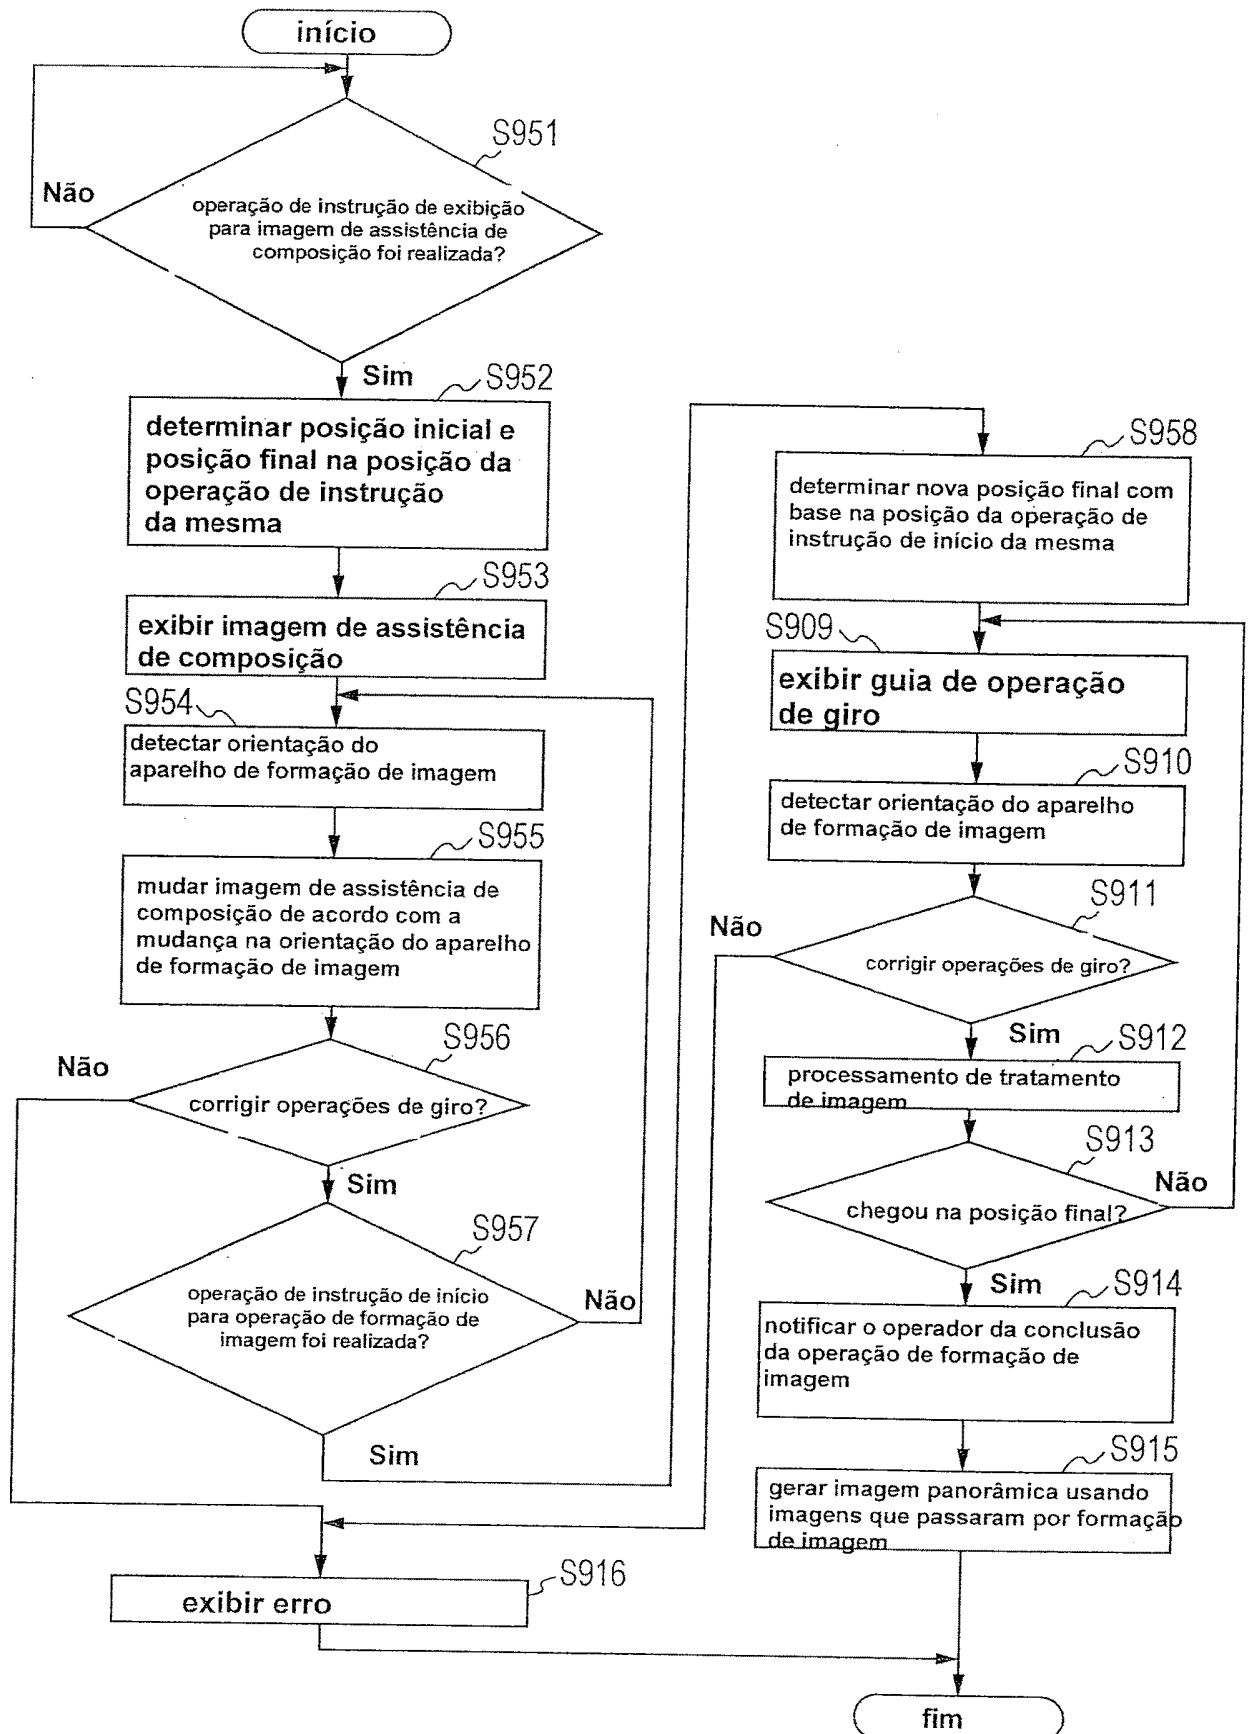 início
S951
Não
operação de instrução de exibição
para imagem de assistência de
composição foi realizada?
Sim
S952
determinar posição inicial e
posição final na posição da
operação de instrução
da mesma
S953
exibir imagem de assistência
de composição
S954
detectar orientação do
aparelho de formação de imagem
S955
mudar imagem de assistência de
composição de acordo com a
mudança na orientação do aparelho
de formação de imagem
S956
Não
corrigir operações de giro?
Sim
S957
operação de instrução de início
para operação de formação de
imagem foi realizada?
Não
Sim
S958
determinar nova posição final com
base na posição da operação de
instrução de início da mesma
S909
exibir guia de operação
de giro
S910
detectar orientação do aparelho
de formação de imagem
S911
Não
corrigir operações de giro?
Sim
S912
processamento de tratamento
de imagem
S913
Não
chegou na posição final?
Sim
S914
notificar o operador da conclusão
da operação de formação de
imagem
S915
gerar imagem panorâmica usando
imagens que passaram por formação
de imagem
S916
exibir erro
fim